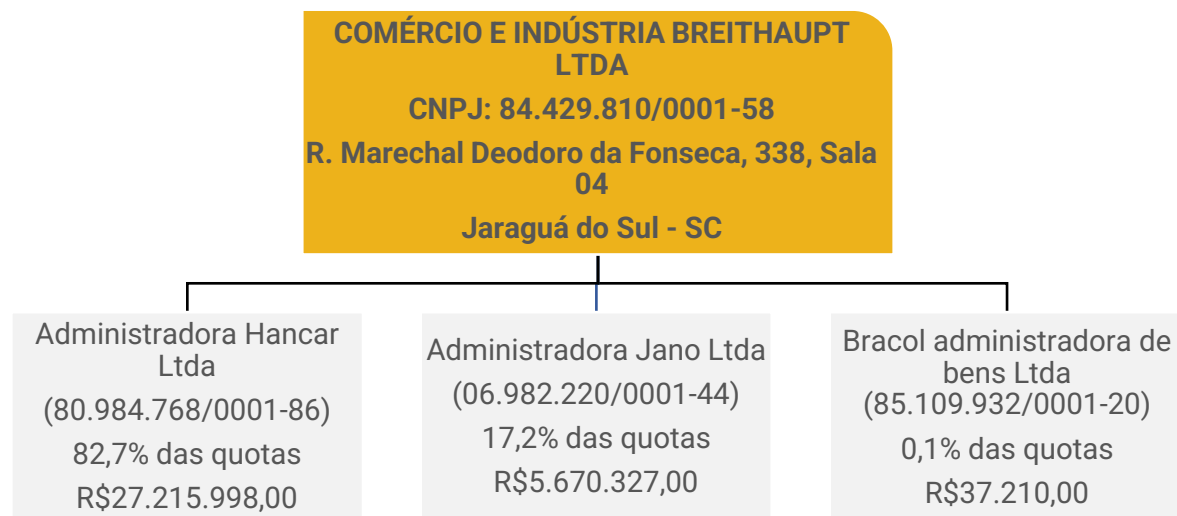 COMÉRCIO E INDÚSTRIA BREITHAUPT
LTDA
CNPJ: 84.429.810/0001-58
R. Marechal Deodoro da Fonseca, 338, Sala
04
Jaraguá do Sul - SC
Administradora Hancar
Ltda
(80.984.768/0001-86)
82,7% das quotas
R$27.215.998,00
Administradora Jano Ltda
(06.982.220/0001-44)
17,2% das quotas
R$5.670.327,00
Bracol administradora de
bens Ltda
(85.109.932/0001-20)
0,1% das quotas
R$37.210,00